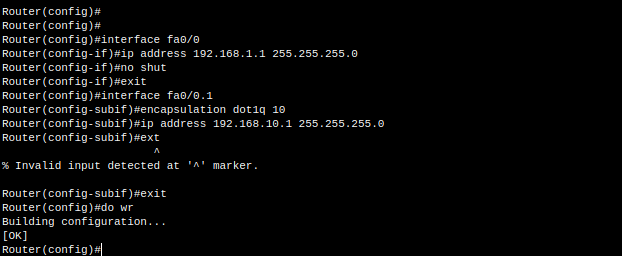 Router(config)#
Router(config)#
Router(config)#interface fa0/0
Router(config-if)#ip address 192.168.1.1 255.255.255.0
Router(config-if)#no shut
Router(config-if)#exit
Router(config)#interface fa0/0.1
Router(config-subif)#encapsulation dot1q 10
Router(config-subif)#ip address 192.168.10.1 255.255.255.0
Router(config-subif)#ext
                       ^
% Invalid input detected at '^' marker.

Router(config-subif)#exit
Router(config)#do wr
Building configuration...
[OK]
Router(config)#